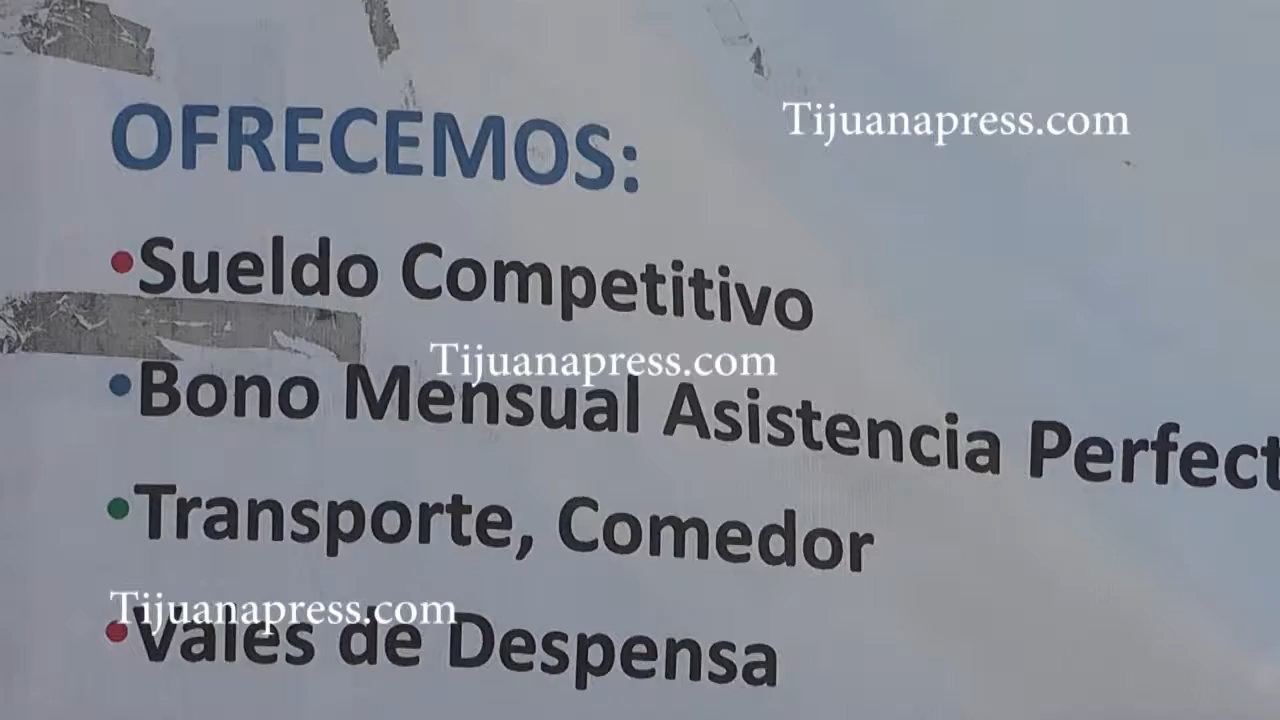 OFRECEMOS:
Tijuanapress.com
•Sueldo Competitivo
Tijuanapress.com
•Bono Mensual Asistencia Perfect
•Transporte, Comedor
Tijuanapress.com
•Vales de Despensa